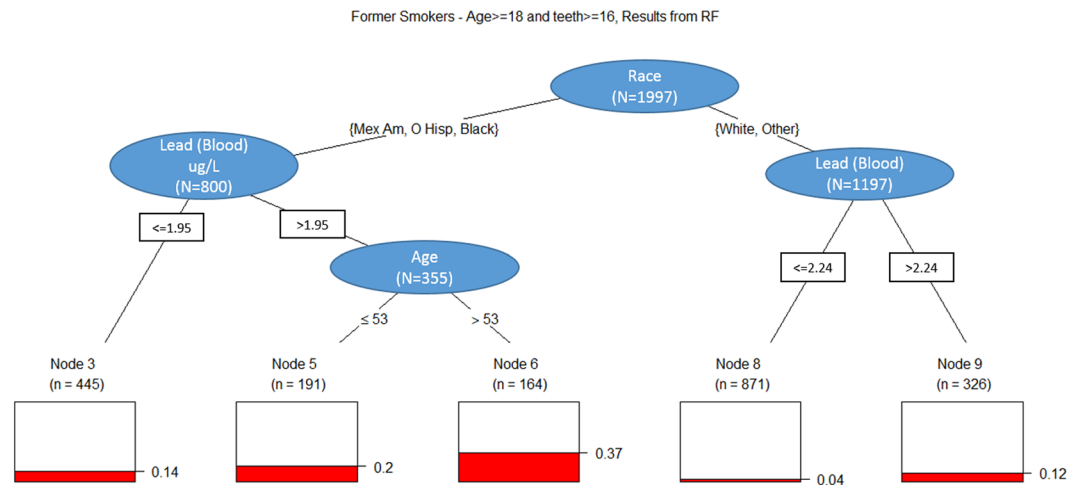 Former Smokers - Age>=18 and teeth>=16, Results from RF
Race
(N=1997)
{Mex Am, O Hisp, Black}
{White, Other}
Lead (Blood)
ug/L
(N=800)
Lead (Blood)
(N=1197)
<=1.95
>1.95
Age
(N=355)
<=2.24
>2.24
≤ 53
> 53
Node 3
(n = 445)
Node 5
(n = 191)
Node 6
(n = 164)
Node 8
(n = 871)
Node 9
(n = 326)
0.14
0.2
0.37
0.04
0.12